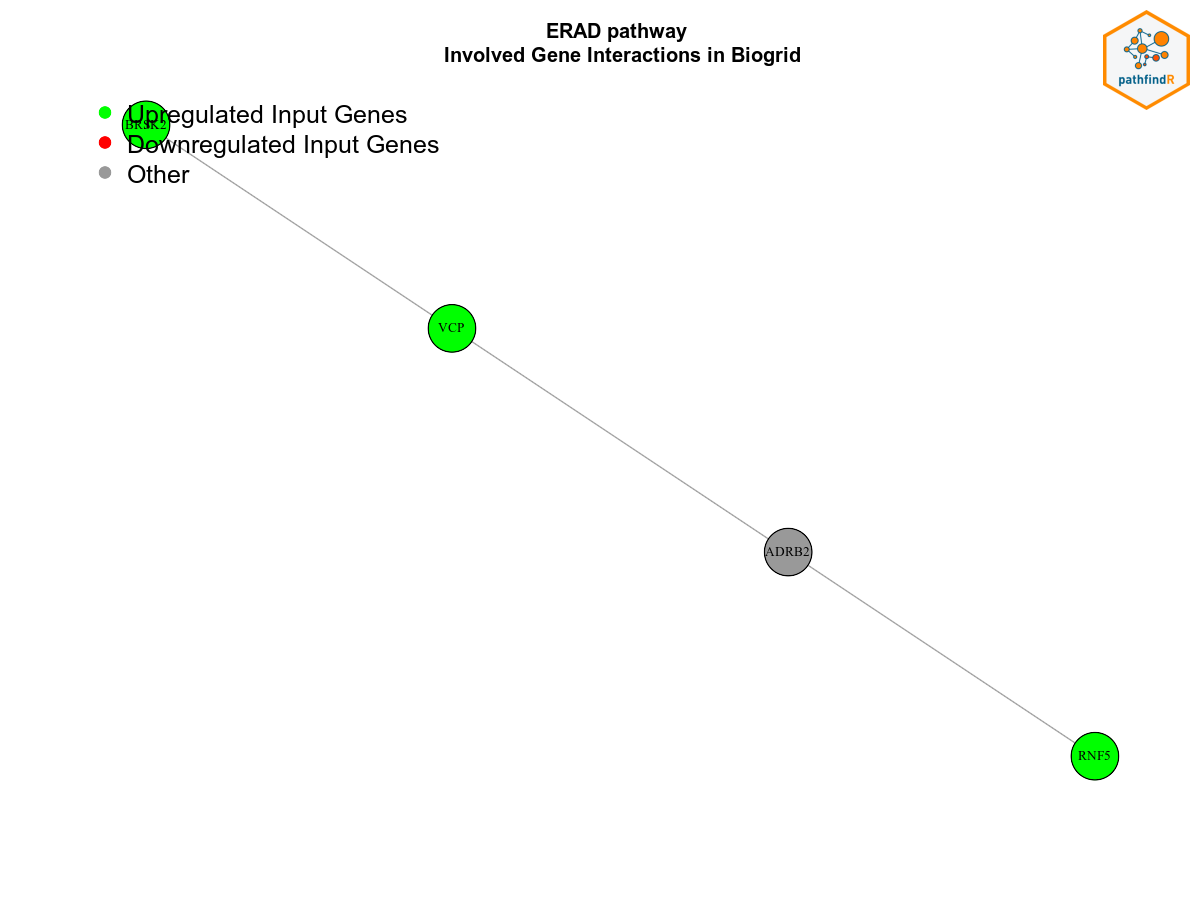 ERAD pathway
Involved Gene Interactions in Biogrid
pathfindR
Upregulated Input Genes
BRSK2
Downregulated Input Genes
Other
VCP
ADRB2
RNF5